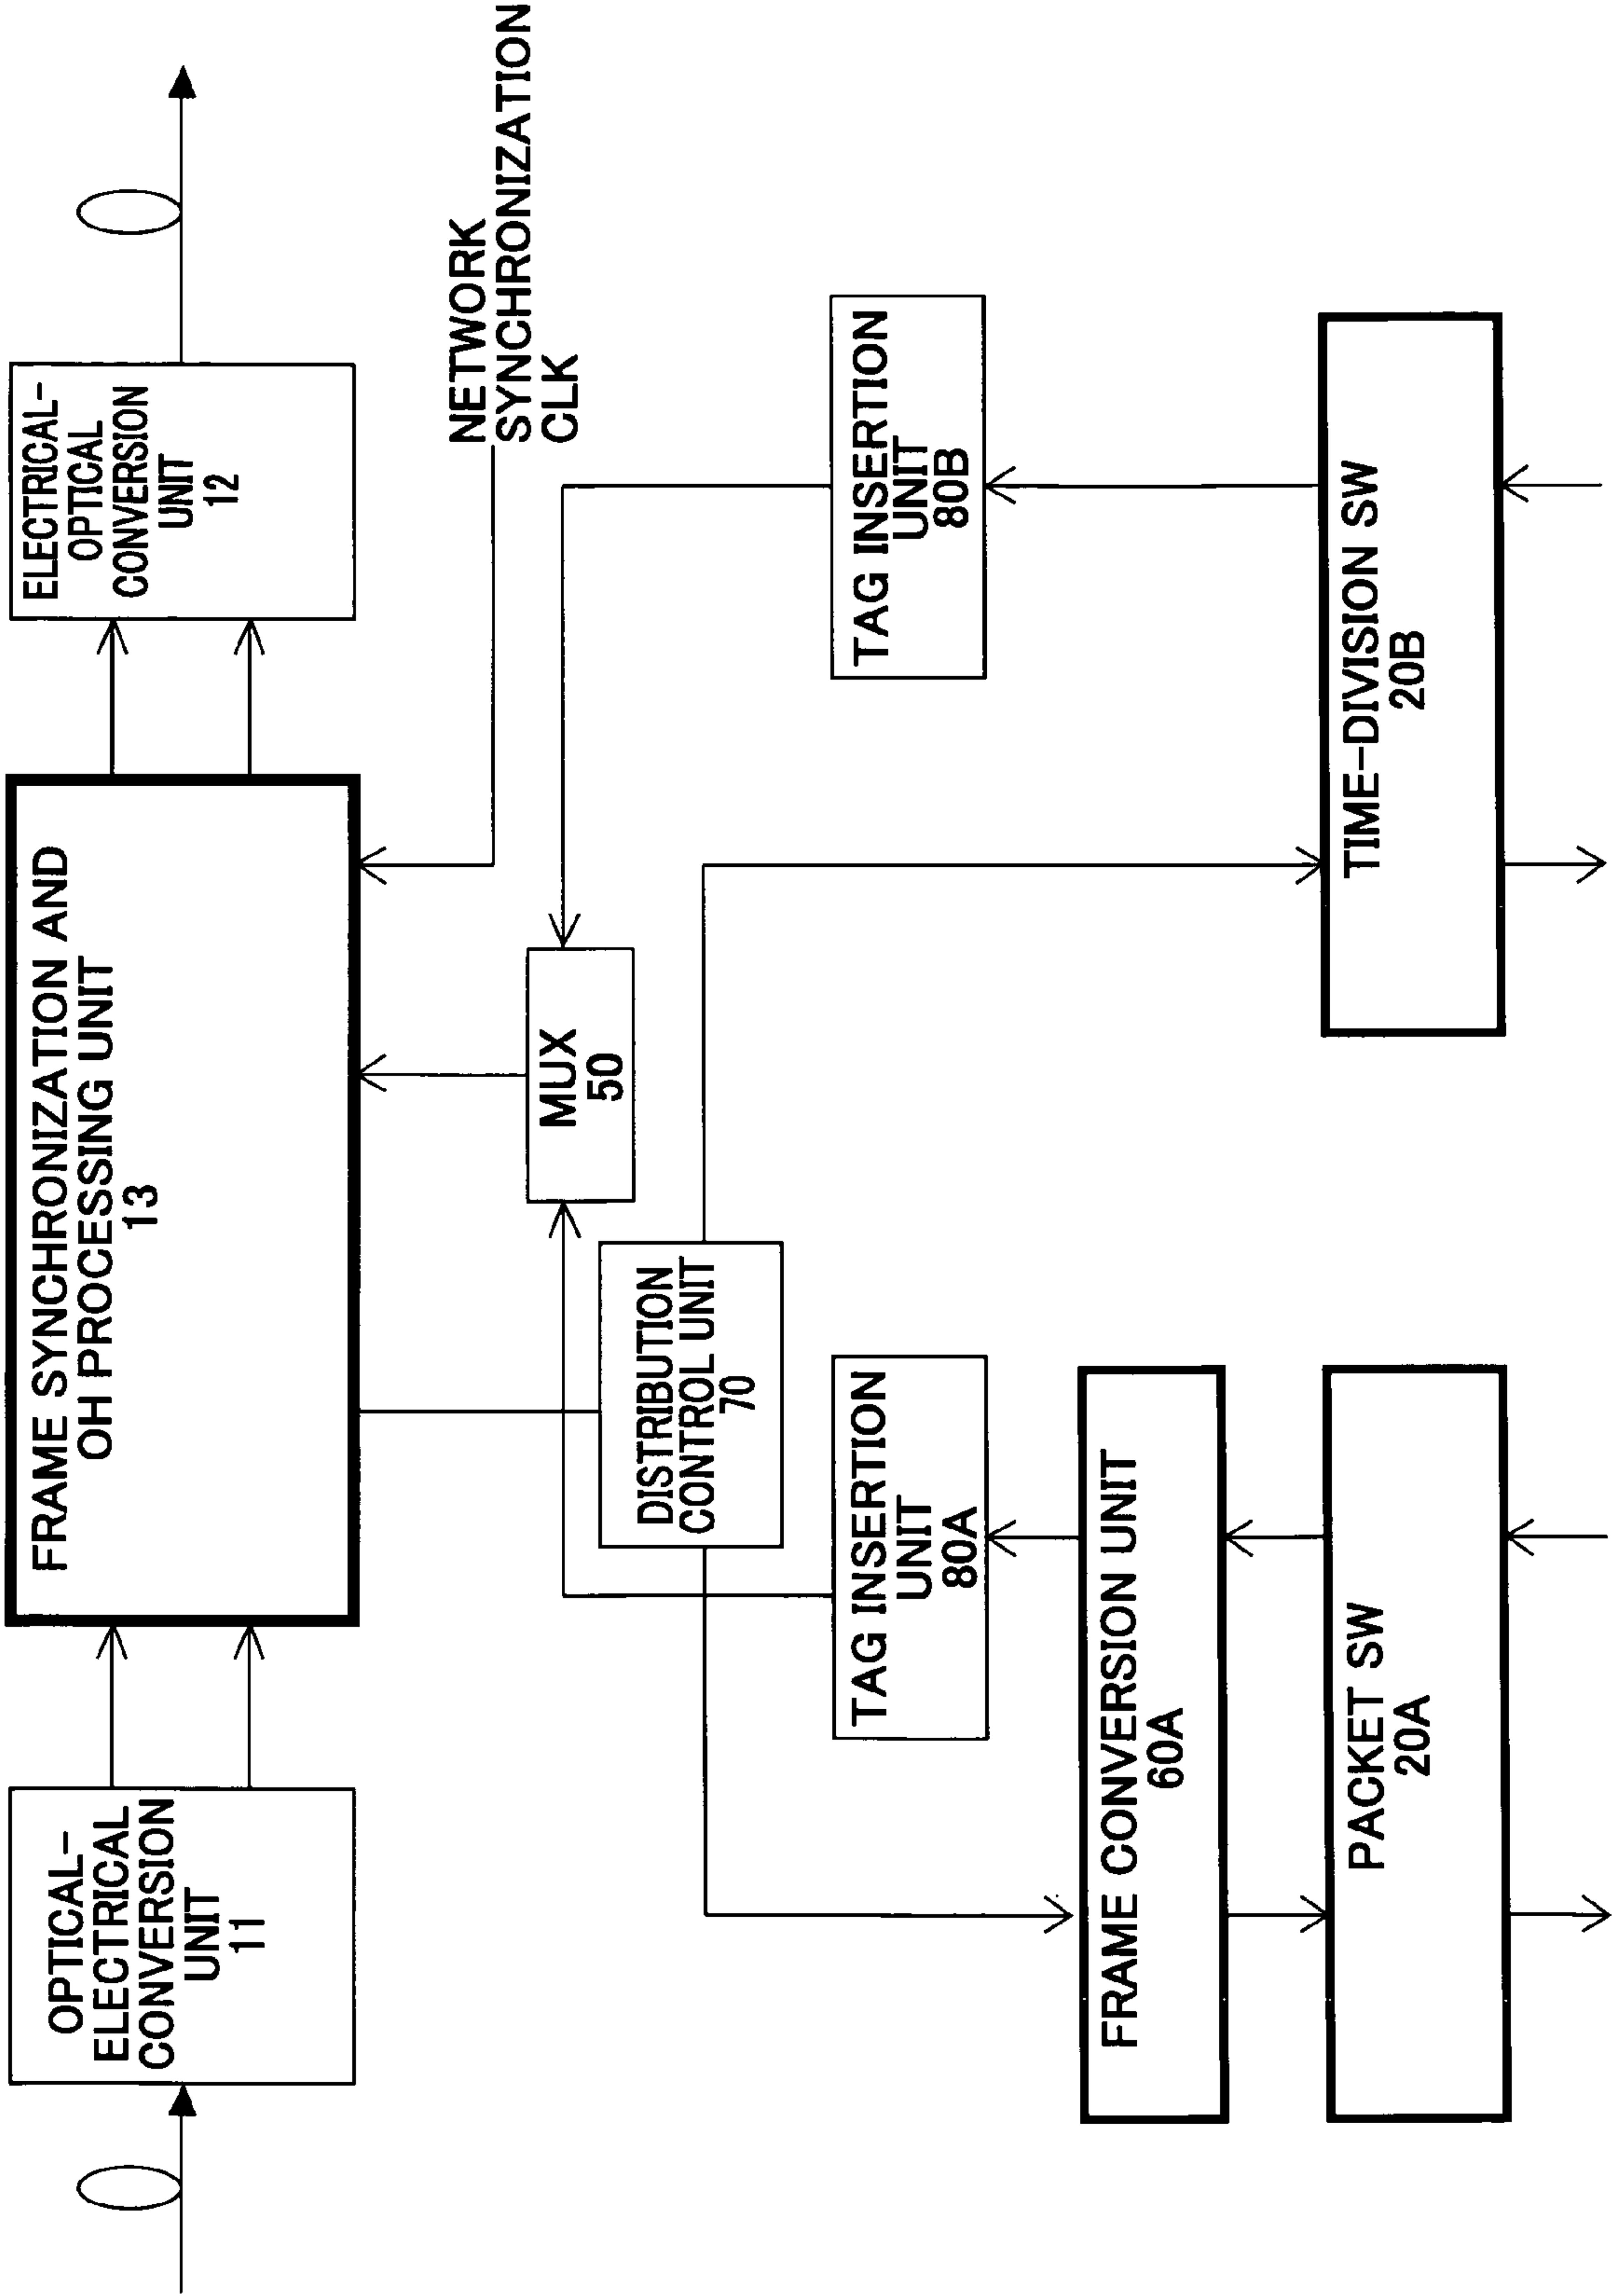 OPTICAL-
ELECTRICAL
CONVERSION
UNIT
11
FRAME SYNCHRONIZATION AND
OH PROCESSING UNIT
13
ELECTRICAL-
OPTICAL
CONVERSION
UNIT
12
NETWORK
SYNCHRONIZATION
CLK
MUX
50
DISTRIBUTION
CONTROL UNIT
70
TAG INSERTION
UNIT
80A
TAG INSERTION
UNIT
80B
FRAME CONVERSION UNIT
60A
PACKET SW
20A
TIME-DIVISION SW
20B